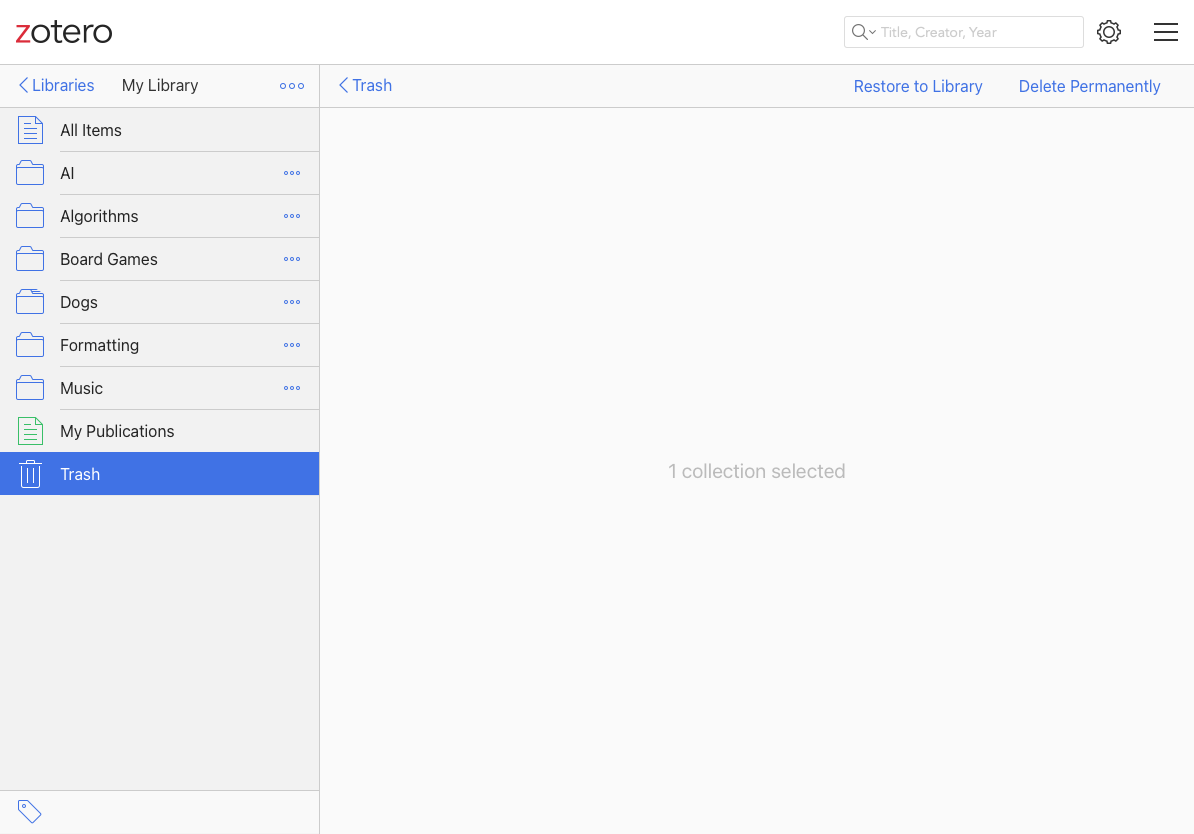 zotero
Title, Creator, Year
Libraries My Library
Trash Restore to Library Delete Permanently
All Items
AI
Algorithms
Board Games
Dogs
Formatting
Music
My Publications
Trash
1 collection selected